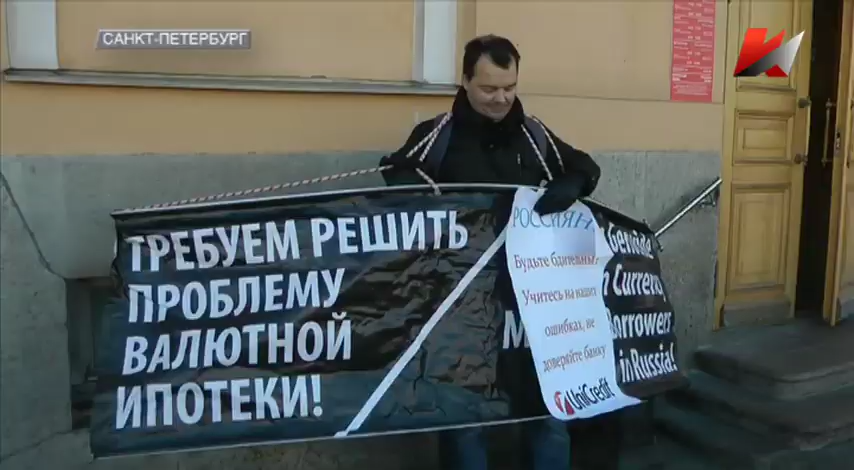 САНКТ-ПЕТЕРБУРГ
ТРЕБУЕМ РЕШИТЬ
ПРОБЛЕМУ
ВАЛЮТНОЙ
ИПОТЕКИ!
РОССИЯН
Будьте бдительны!
Учитесь на наших
ошибках, не
доверяйте банку
UniCredit
Genocide
Currency
Borrowers
in Russia!